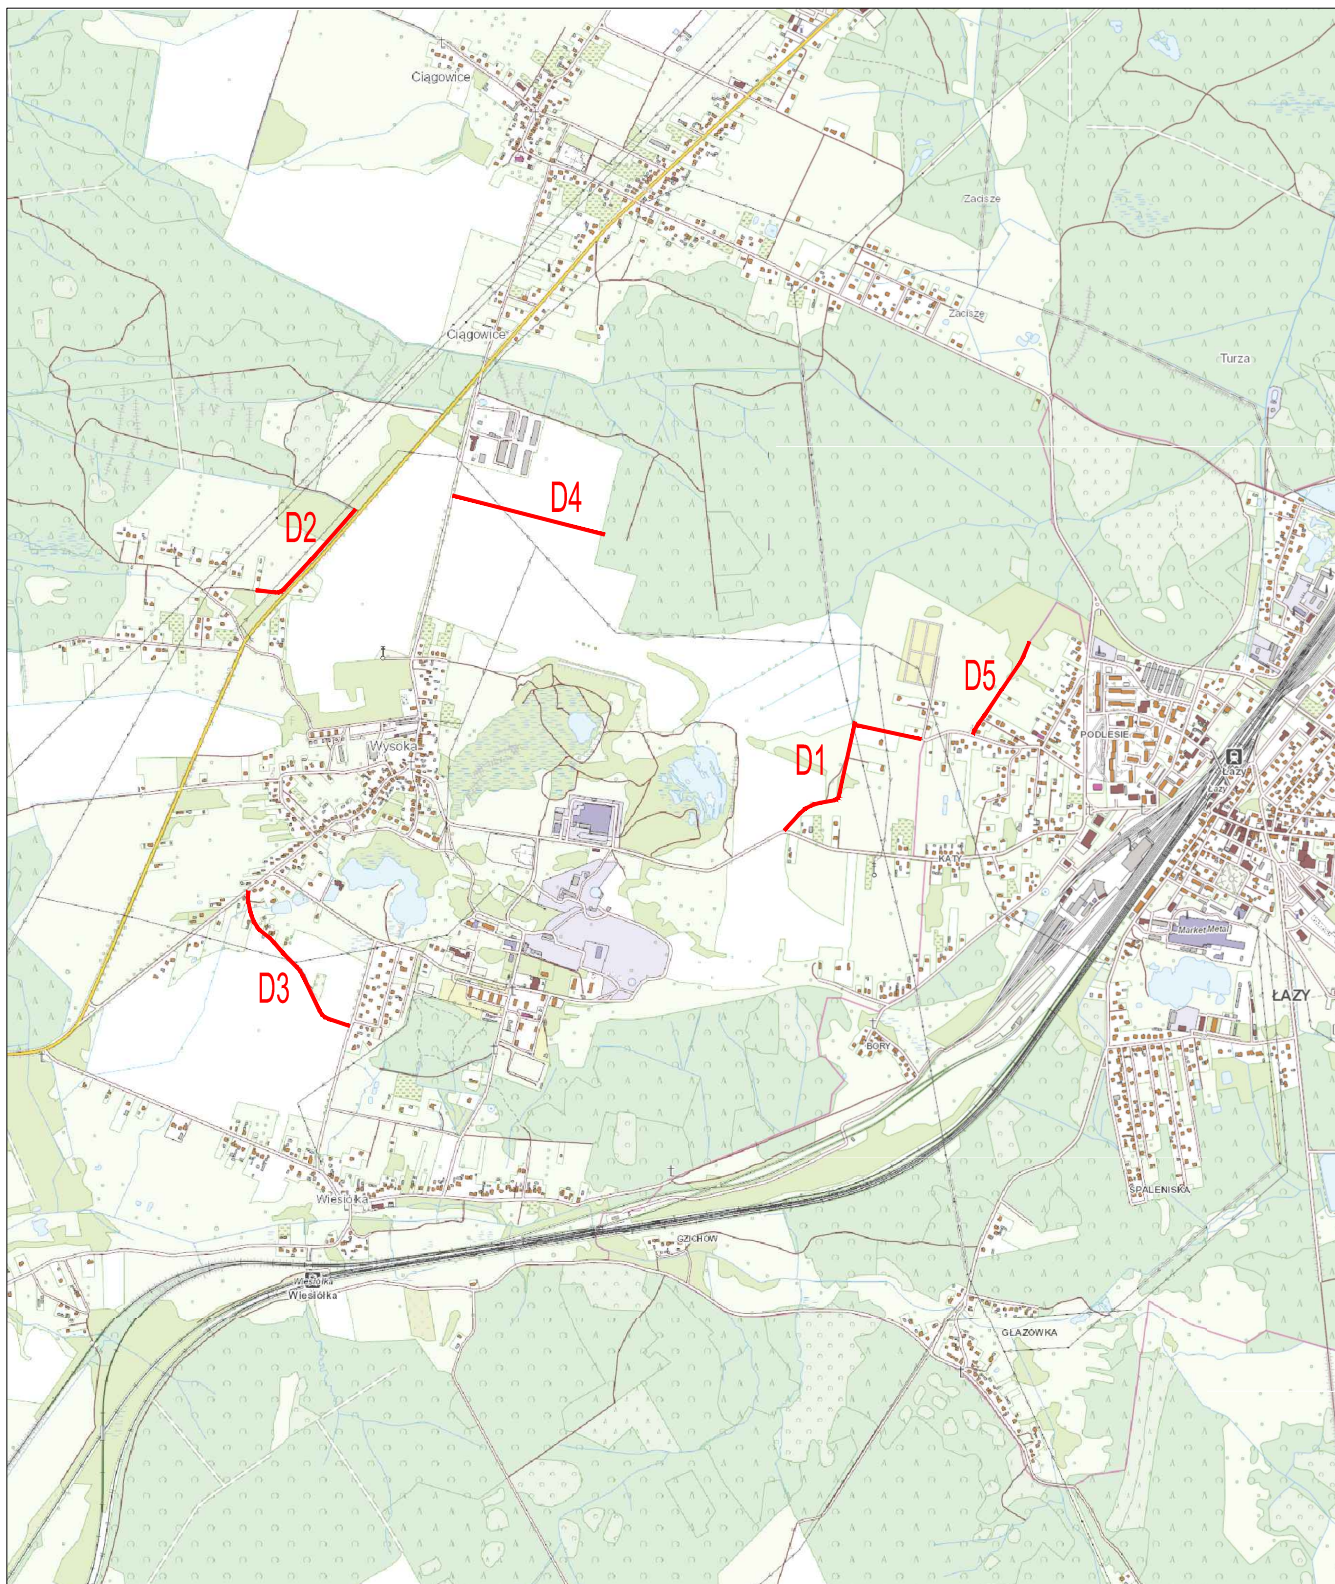 Ciągowice
Zacisze
Zacisze
Ciągowice
Turza
D4
D2
D5
PODLESIE
Wysoka
Łazy
Łazy
D1
KĄTY
Market Metal
D3
ŁAZY
BORY
SPALENISKA
Wiesiółka
GZICHÓW
Wiesiółka
Wiesiółka
GŁAZÓWKA